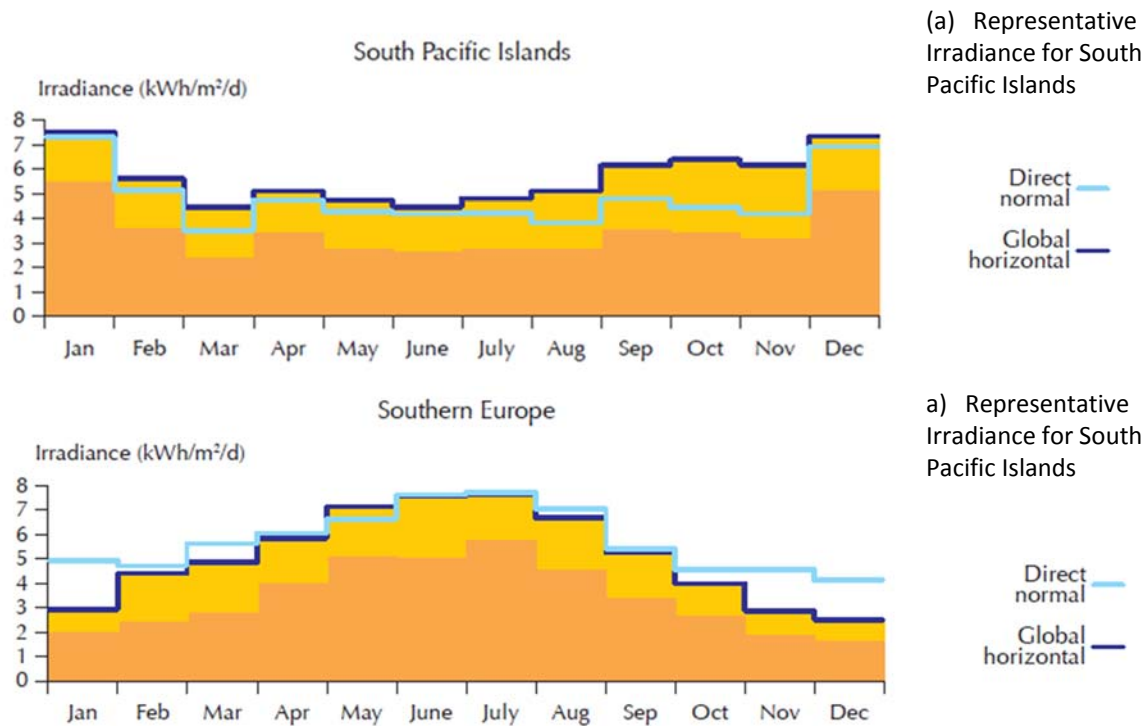 (a) Representative
Irradiance for South
Pacific Islands
South Pacific Islands
Irradiance (kWh/m²/d)
8
7
6
5
4
3
2
1
0
Jan Feb Mar Apr May June July Aug Sep Oct Nov Dec
Direct
normal
Global
horizontal
a) Representative
Irradiance for South
Pacific Islands
Southern Europe
Irradiance (kWh/m²/d)
8
7
6
5
4
3
2
1
0
Jan Feb Mar Apr May June July Aug Sep Oct Nov Dec
Direct
normal
Global
horizontal